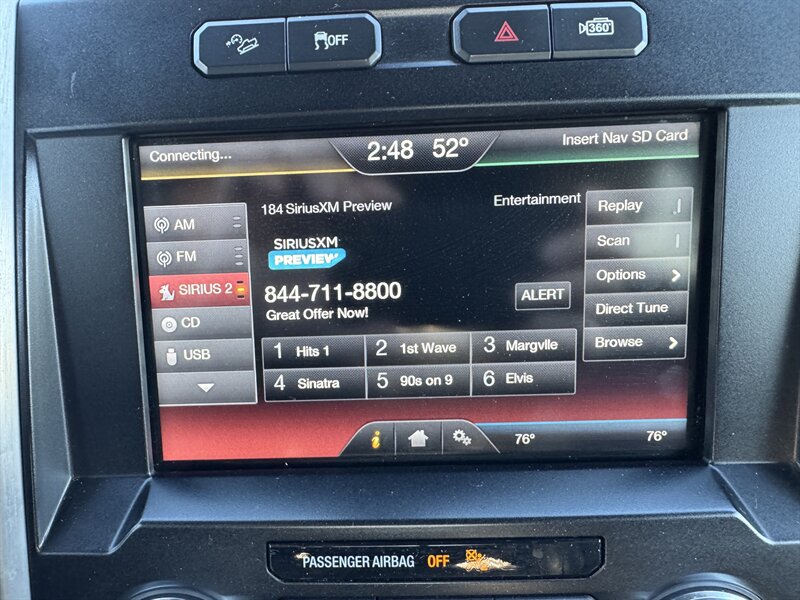 OFF
360°
Connecting...
2:48 52°
Insert Nav SD Card
184 SiriusXM Preview
Entertainment
AM
FM
SIRIUS 2
CD
USB
SIRIUSXM
PREVIEW
844-711-8800
Great Offer Now!
ALERT
1 Hits 1
2 1st Wave
3 Margvlle
4 Sinatra
5 90s on 9
6 Elvis
Replay
Scan
Options
Direct Tune
Browse
i
76°
76°
PASSENGER AIRBAG OFF